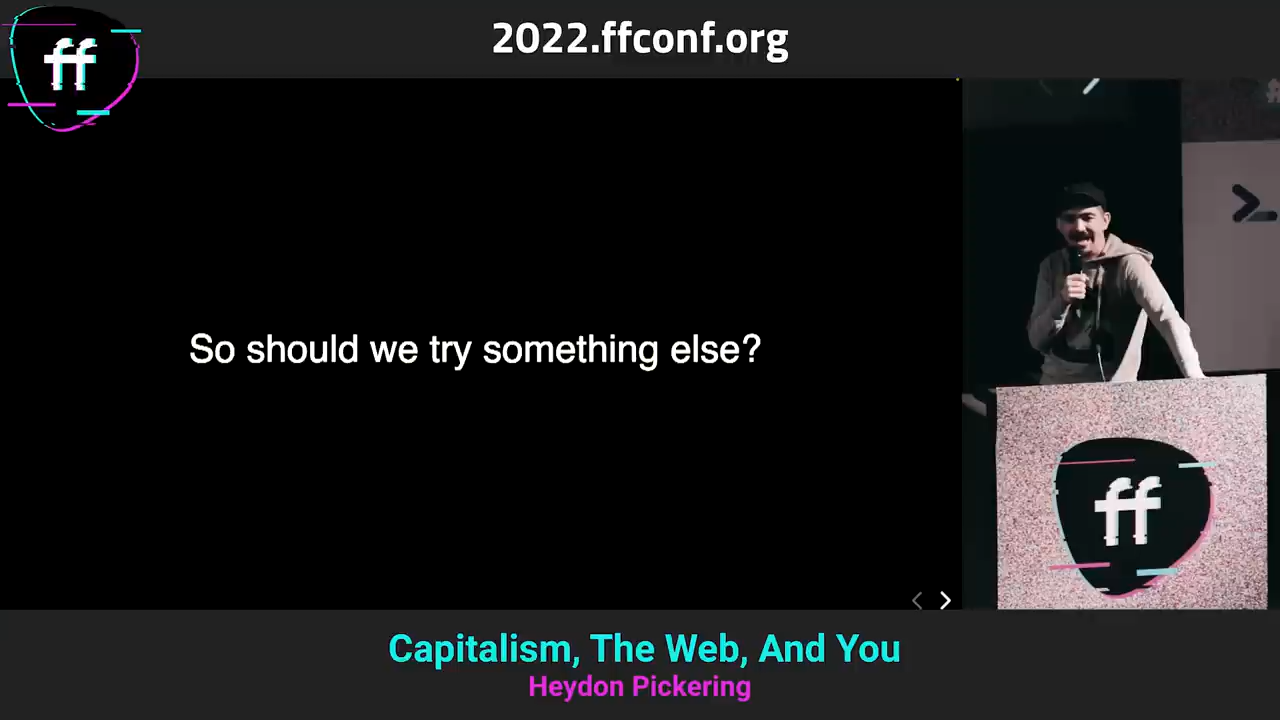 2022.ffconf.org
ff
So should we try something else?
ff
Capitalism, The Web, And You
Heydon Pickering